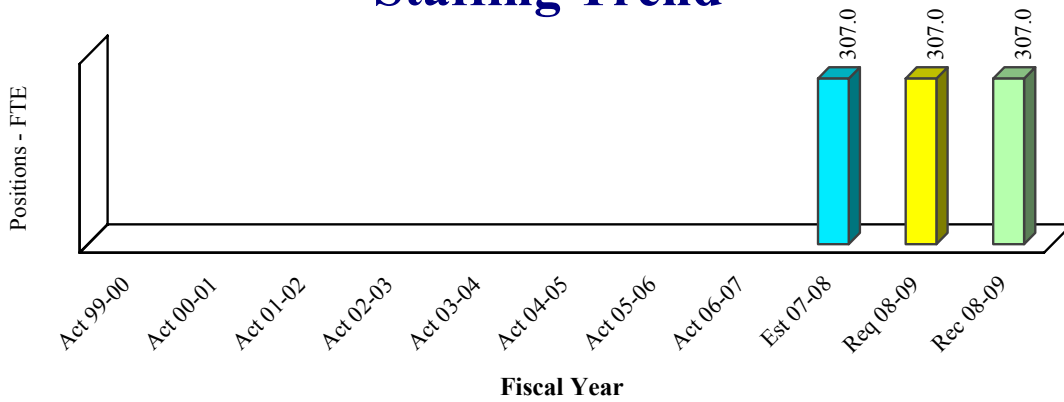 Staffing Trend
307.0
307.0
307.0
Positions - FTE
Act 99-00
Act 00-01
Act 01-02
Act 02-03
Act 03-04
Act 04-05
Act 05-06
Act 06-07
Est 07-08
Req 08-09
Rec 08-09
Fiscal Year